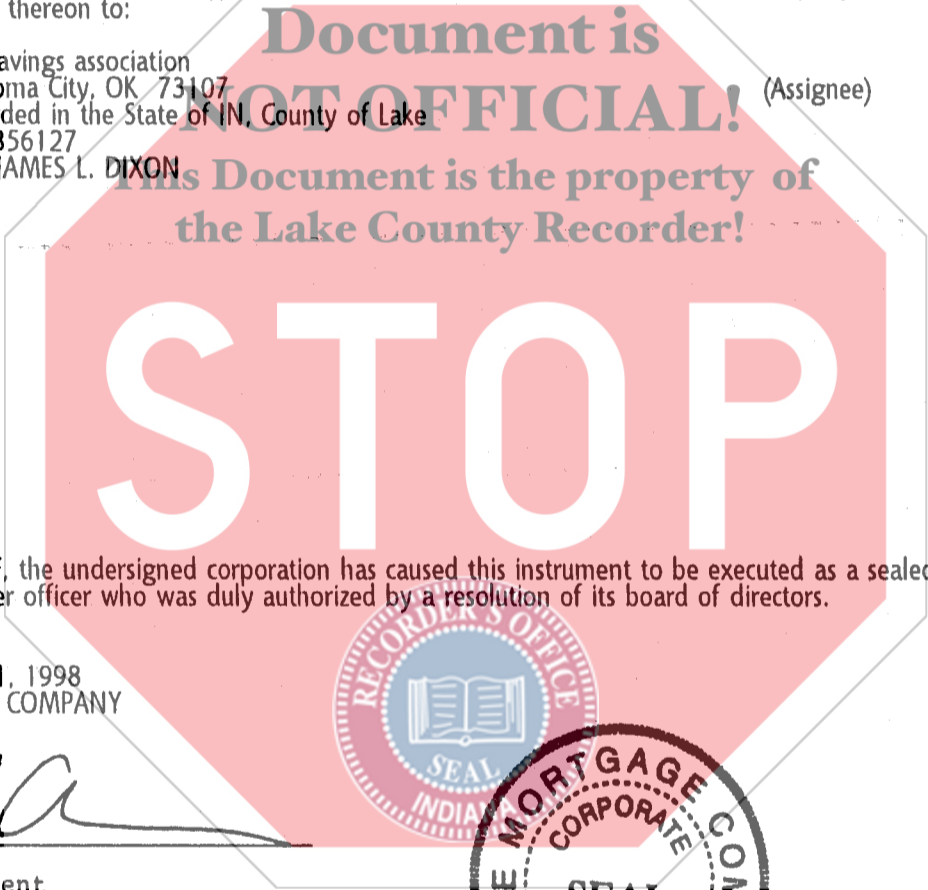 thereon to:
Document is
avings association
oma City, OK 73107
(Assignee)
NOT OFFICIAL!
ded in the State of IN, County of Lake
356127
AMES L. DIXON
This Document is the property of
the Lake County Recorder!
STOP
, the undersigned corporation has caused this instrument to be executed as a sealed
er officer who was duly authorized by a resolution of its board of directors.
, 1998
COMPANY
RECORDER'S OFFICE
SEAL
INDIANA
MORTGAGE COM
CORPORATE
SEAL
ent